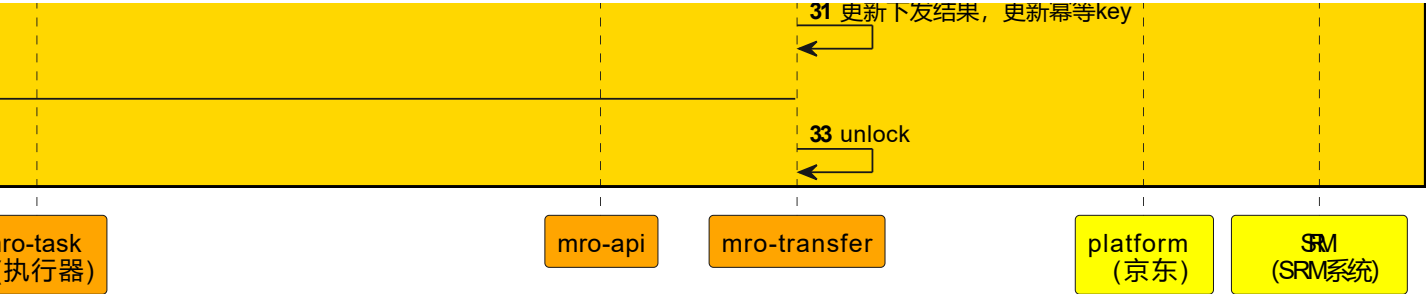 31 更新下发结果，更新幂等key
33 unlock
ro-task
(执行器)
mro-api
mro-transfer
platform
(京东)
SRM
(SRM系统)